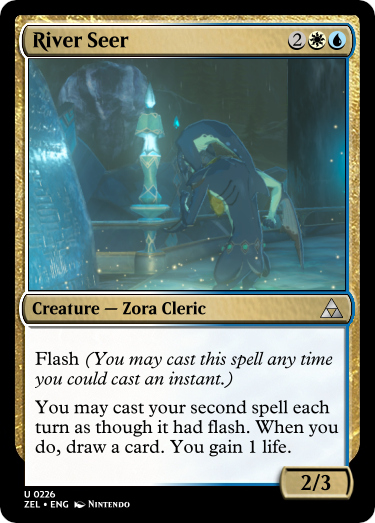 River Seer 2
Creature — Zora Cleric
Flash (You may cast this spell any time
you could cast an instant.)
You may cast your second spell each
turn as though it had flash. When you
do, draw a card. You gain 1 life.
2/3
U 0226
ZEL • ENG Nintendo